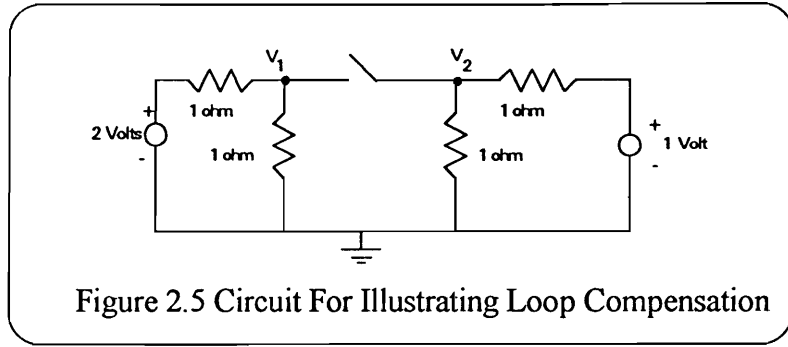 V1 V2
1 ohm 1 ohm
+ +
2 Volts 1 ohm 1 ohm 1 Volt
- -
Figure 2.5 Circuit For Illustrating Loop Compensation